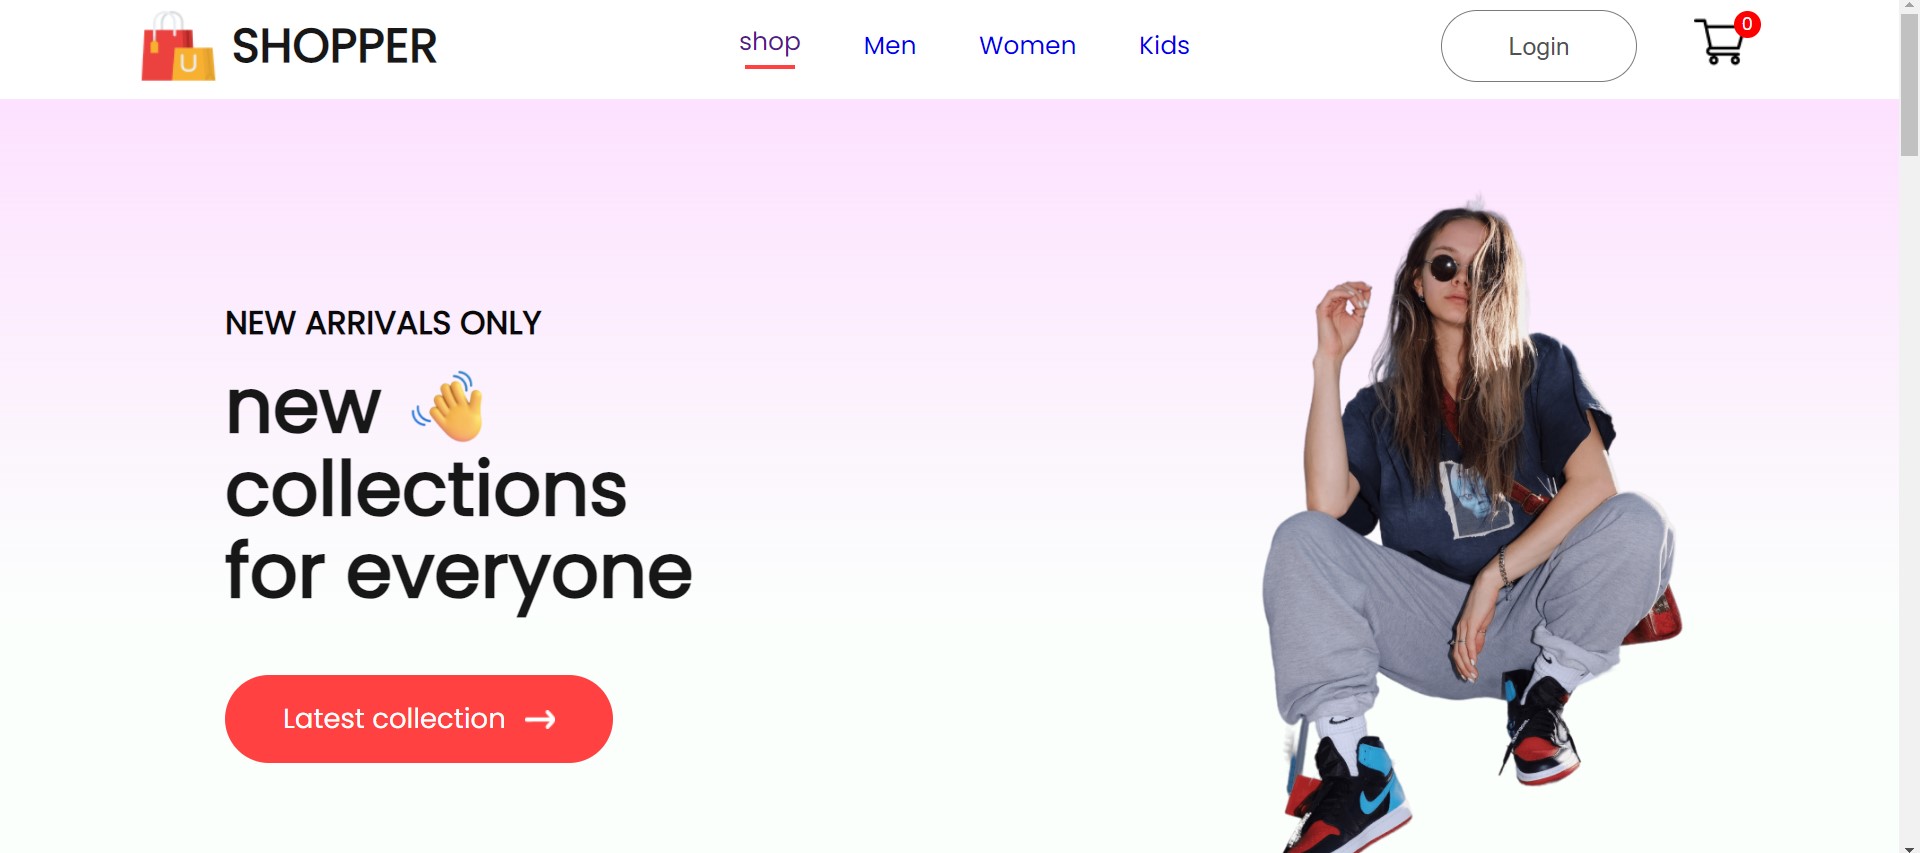 SHOPPER
shop
Men
Women
Kids
Login
0
NEW ARRIVALS ONLY
new
collections
for everyone
Latest collection